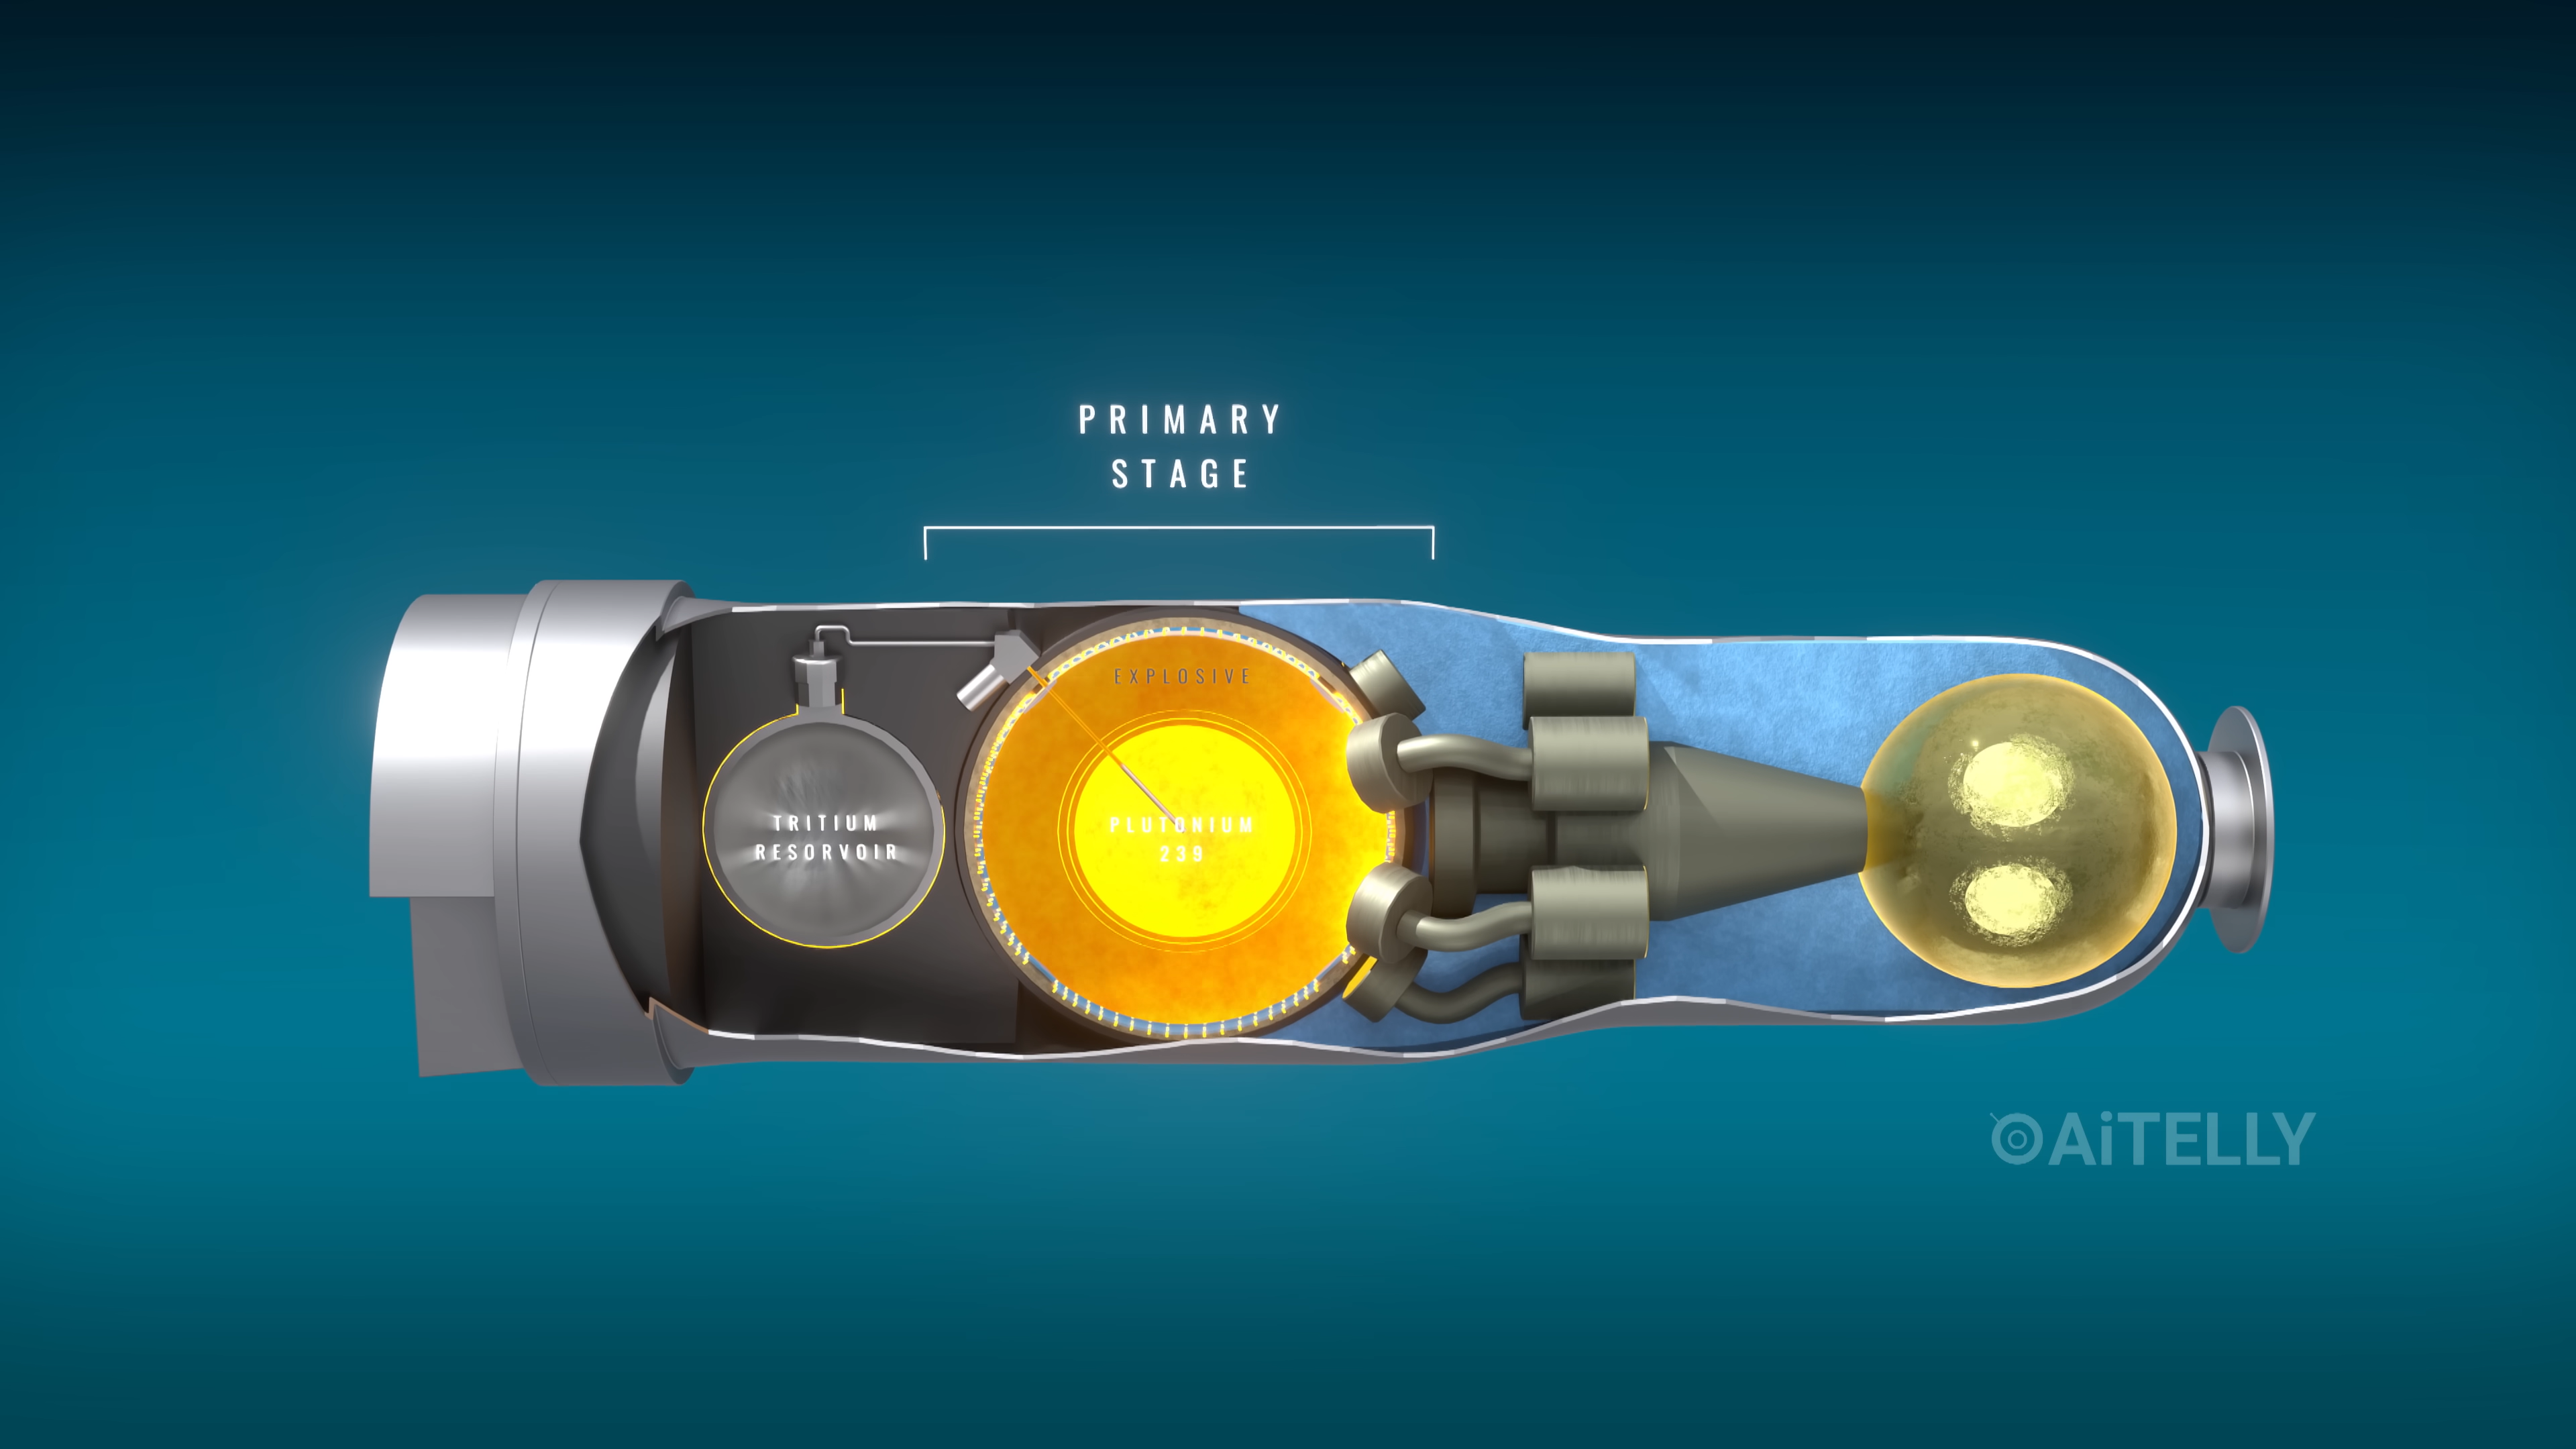 PRIMARY
STAGE
EXPLOSIVE
TRITIUM
RESORVOIR
PLUTONIUM
239
AiTELLY